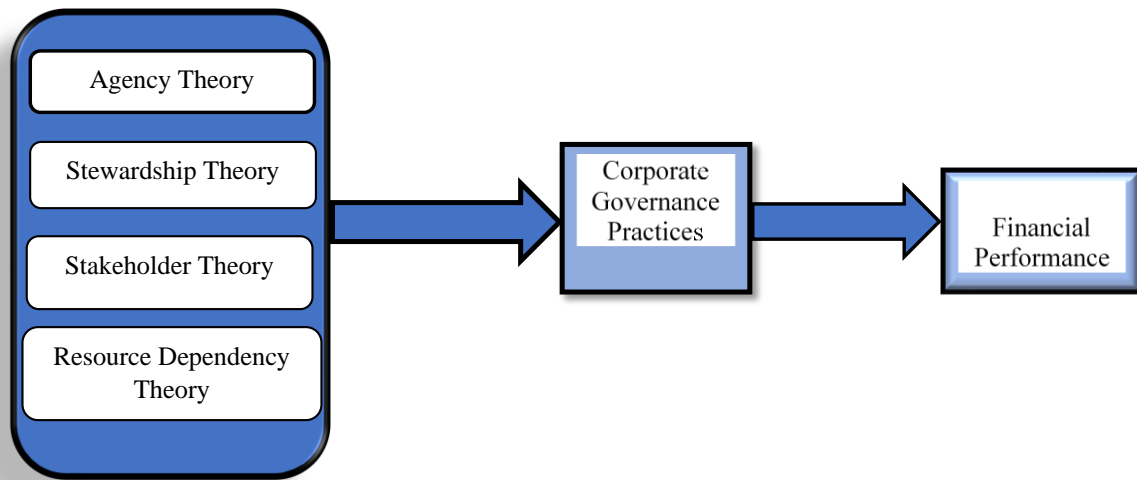 Agency Theory
Stewardship Theory
Stakeholder Theory
Resource Dependency
Theory
Corporate
Governance
Practices
Financial
Performance